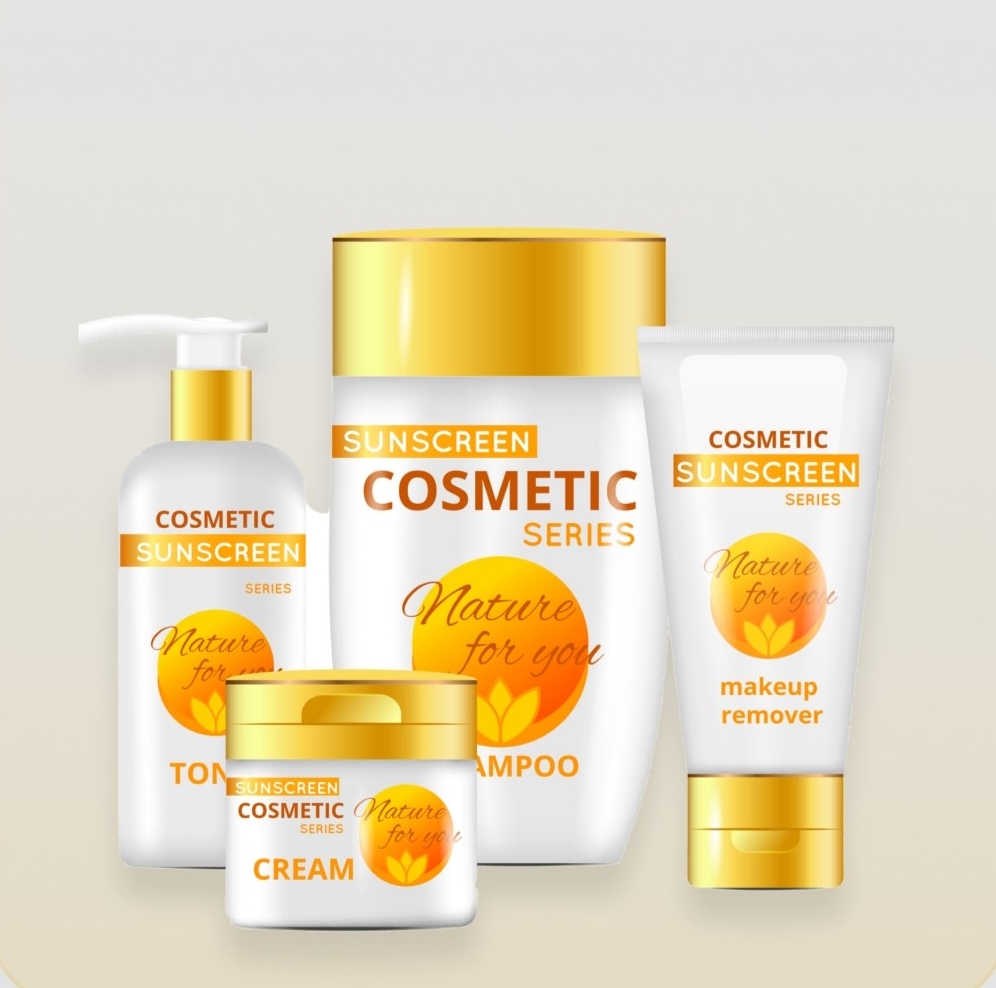 COSMETIC
SUNSCREEN
SERIES
Nature
for you
TON
SUNSCREEN
COSMETIC
SERIES
Nature
for you
AMPOO
SUNSCREEN
COSMETIC
SERIES
Nature
for you
CREAM
COSMETIC
SUNSCREEN
SERIES
Nature
for you
makeup
remover